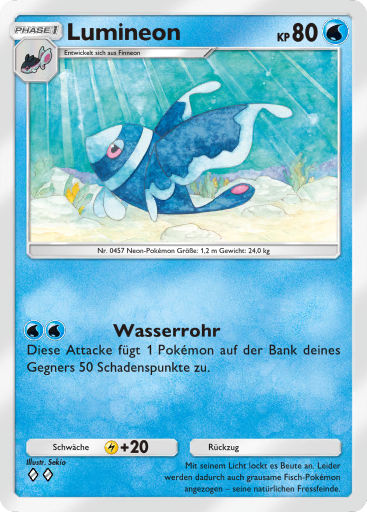 PHASE 1
Lumineon
KP 80
Entwickelt sich aus Finneon
Nr. 0457 Neon-Pokémon Größe: 1,2 m Gewicht: 24,0 kg
Wasserrohr
Diese Attacke fügt 1 Pokémon auf der Bank deines
Gegners 50 Schadenspunkte zu.
Schwäche +20 Rückzug
Illustr. Sekio
Mit seinem Licht lockt es Beute an. Leider
werden dadurch auch grausame Fisch-Pokémon
angezogen – seine natürlichen Fressfeinde.